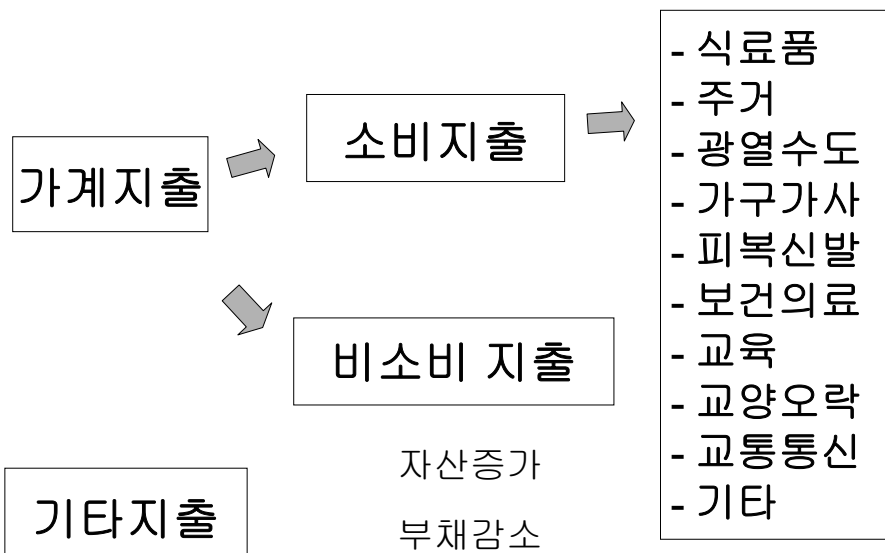 가계지출
소비지출
비소비 지출
- 식료품
- 주거
- 광열수도
- 가구가사
- 피복신발
- 보건의료
- 교육
- 교양오락
- 교통통신
- 기타
기타지출
자산증가
부채감소